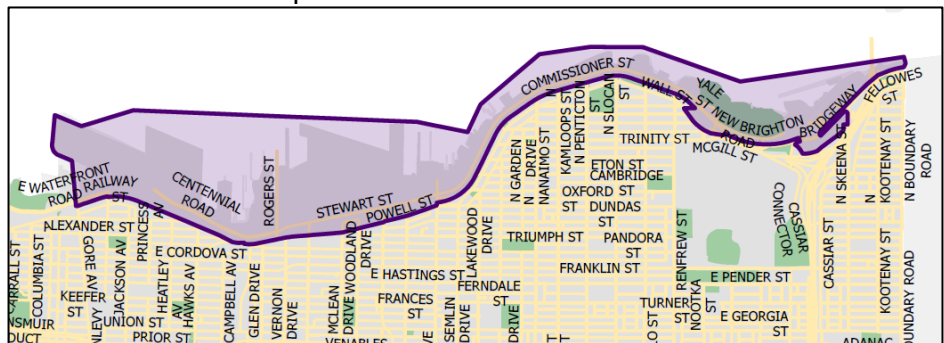 COMMISSIONER ST
WALL ST
YALE
ST
NEW BRIGHTON
ROAD
BRIDGEWAY
FELLOWES
ST
N
KAMLOOPS ST
N PENTICTON
ST
N SLOCAN
ST
TRINITY ST
MCGILL ST
N SKEENA ST
N
KOOTENAY ST
N BOUNDARY
ROAD
E WATERFRONT
ROAD
RAILWAY
ST
CENTENNIAL
ROAD
ROGERS ST
STEWART ST
POWELL ST
N GARDEN
DRIVE
N
NANAIMO ST
ETON ST
CAMBRIDGE
ST
OXFORD ST
DUNDAS
ST
CASSIAR
CONNECTOR
ALEXANDER ST
PRINCESS
AV
E CORDOVA ST
WOODLAND
DRIVE
LAKEWOOD
DRIVE
TRIUMPH ST
PANDORA
ST
RENFREW ST
CASSIAR ST
KOOTENAY ST
COLUMBIA ST
GORE AV
JACKSON AV
HEATLEY
AV
HAWKS AV
CAMPBELL AV
GLEN DRIVE
VERNON
DRIVE
MCLEAN
DRIVE
E HASTINGS ST
FRANKLIN ST
E PENDER ST
FERNDALE
ST
KEEFER
ST
FRANCES
ST
TURNER
ST
NOOTKA
ST
E GEORGIA
ST
UNION ST
PRIOR ST
VENABLES
ADANAC